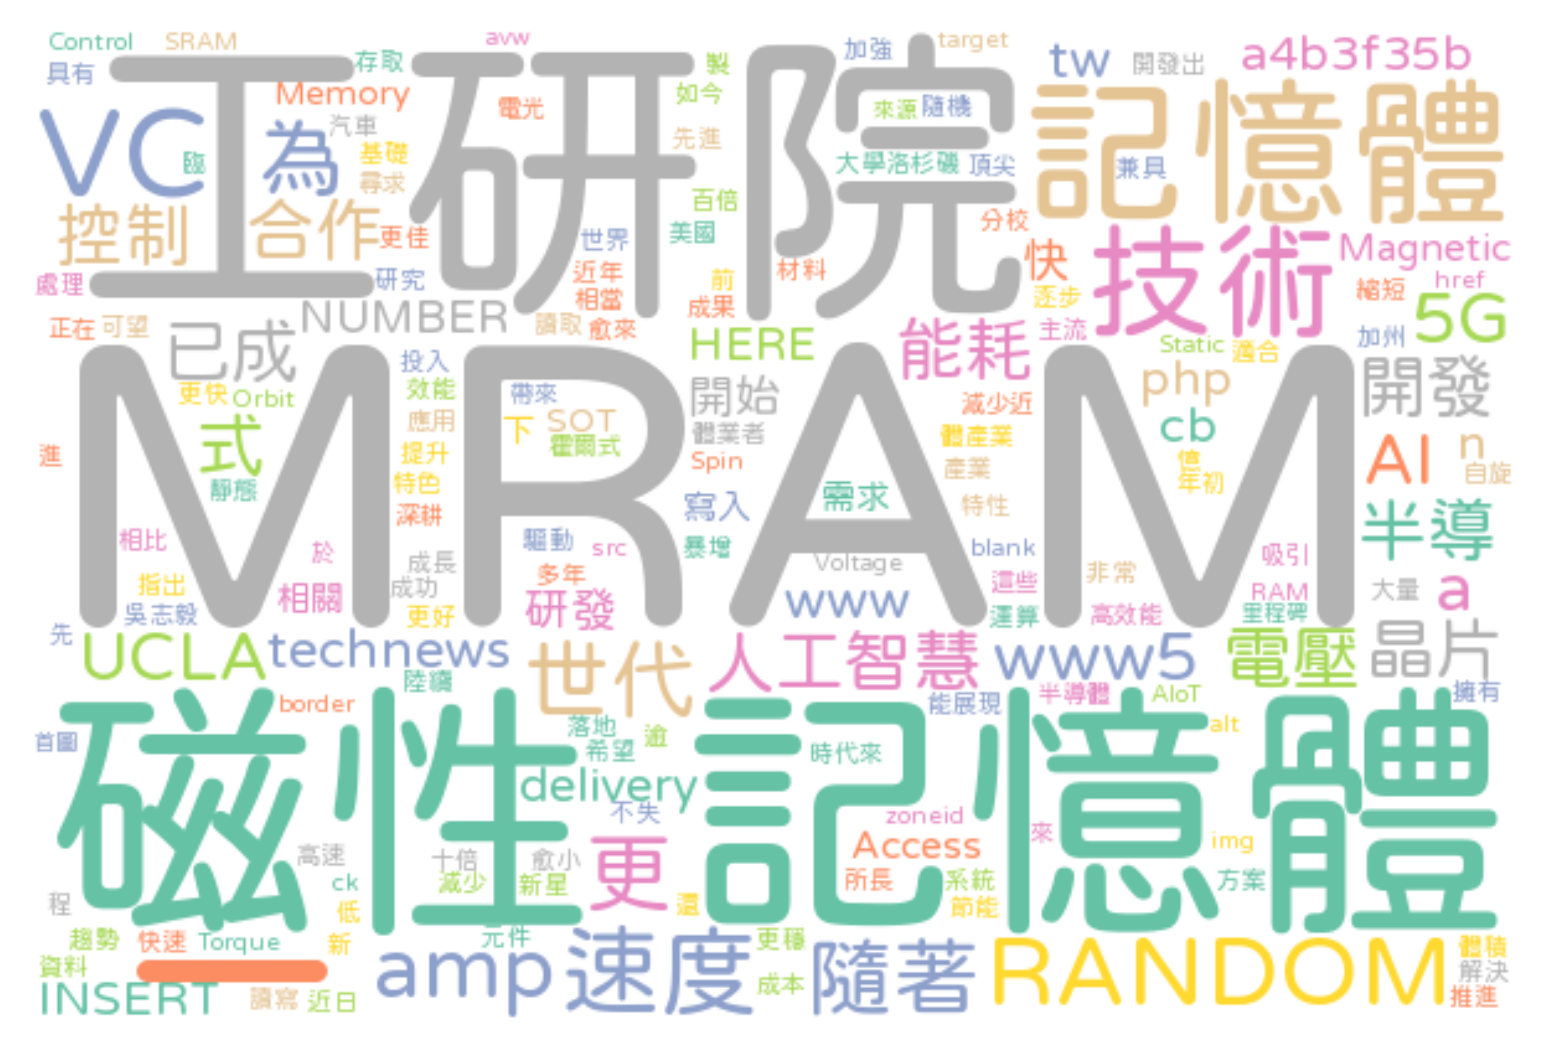 Control SRAM avw 加強 target
具有 工研院 存取 製 tw 開發出 a4b3f35b
Memory 電光 如今 來源 隨機 記憶體
VC 臨 為 汽車 先進
基礎 大學洛杉磯 頂尖 兼具
尋求 百倍
控制 合作 更佳 世界 美國 分校 技術 Magnetic
處理 研究 近年 前 材料 快 href
相當 成果 逐步 縮短 5G
NUMBER 讀取 愈來 主流 加州
正在 可望 已成 HERE 能耗 Static 適合
MRAM 投入 開始 php 開發
更快 Orbit 效能 帶來 減少近
式 應用 下 SOT 體業者 體產業 cb
進 提升 霍爾式 Spin 產業 AI n
靜態 特色 寫入 需求 特性 年初 自旋
深耕 半導
相比 於 驅動 src 暴增 blank 吸引
成長 Voltage
指出 成功 多年 這些 非常 RAM 大量 a
吳志毅 相關 更好 研發 www 運算 高效能 里程碑
先 UCLA technews 世代 人工智慧 www5 電壓 晶片
陸續 半導體 AIoT 擁有
border 能展現
首圖 磁性記憶體 落地 逾 alt
希望 時代來
delivery
不失 zoneid 來 img
高速 十倍 愈小 更 Access
ck 減少 新星 所長 系統 方案
程 低 還 節能
趨勢 快速 Torque 新 元件 更穩 體積
資料 ー amp 速度 成本 隨著 RANDOM 解決
INSERT 讀寫 近日 推進